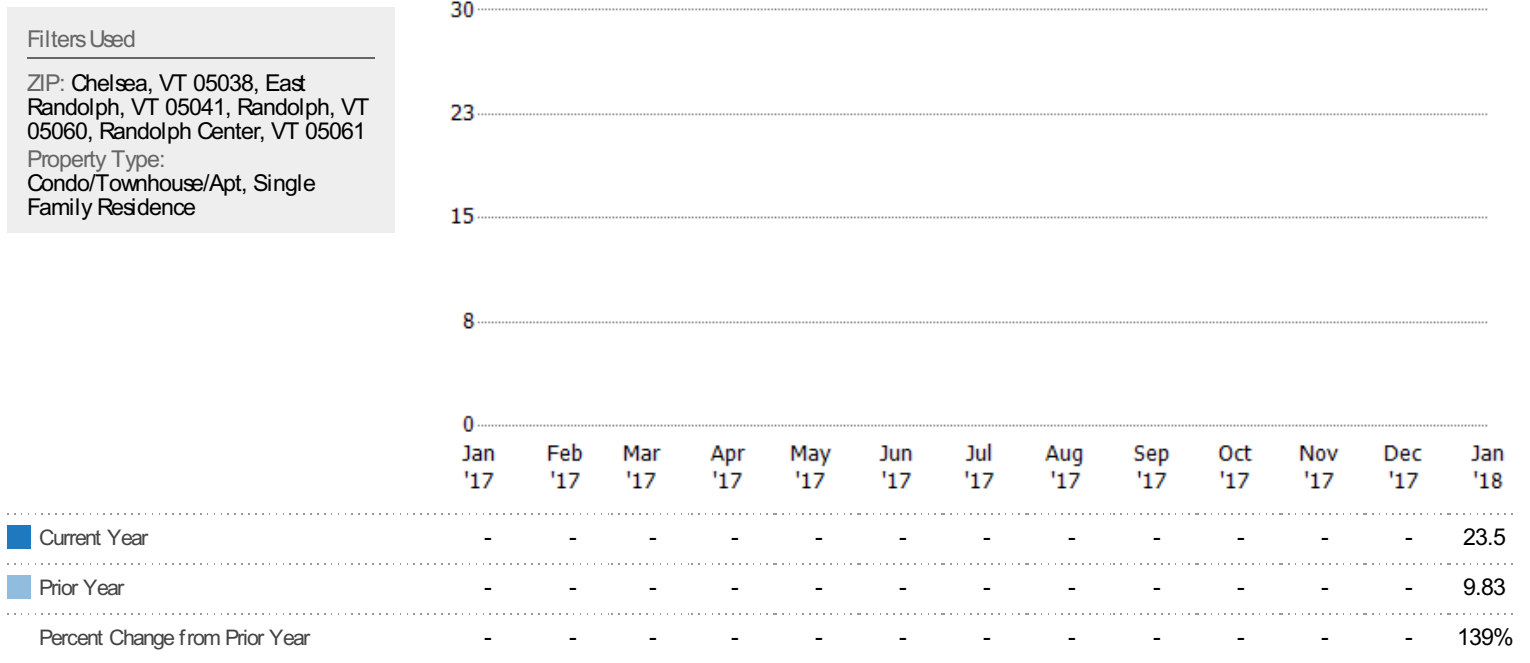 Filters Used
ZIP: Chelsea, VT 05038, East
Randolph, VT 05041, Randolph, VT
05060, Randolph Center, VT 05061
Property Type:
Condo/Townhouse/Apt, Single
Family Residence
30
23
15
8
0
Jan '17 Feb '17 Mar '17 Apr '17 May '17 Jun '17 Jul '17 Aug '17 Sep '17 Oct '17 Nov '17 Dec '17 Jan '18
Current Year - - - - - - - - - - - - 23.5
Prior Year - - - - - - - - - - - - 9.83
Percent Change from Prior Year - - - - - - - - - - - - 139%